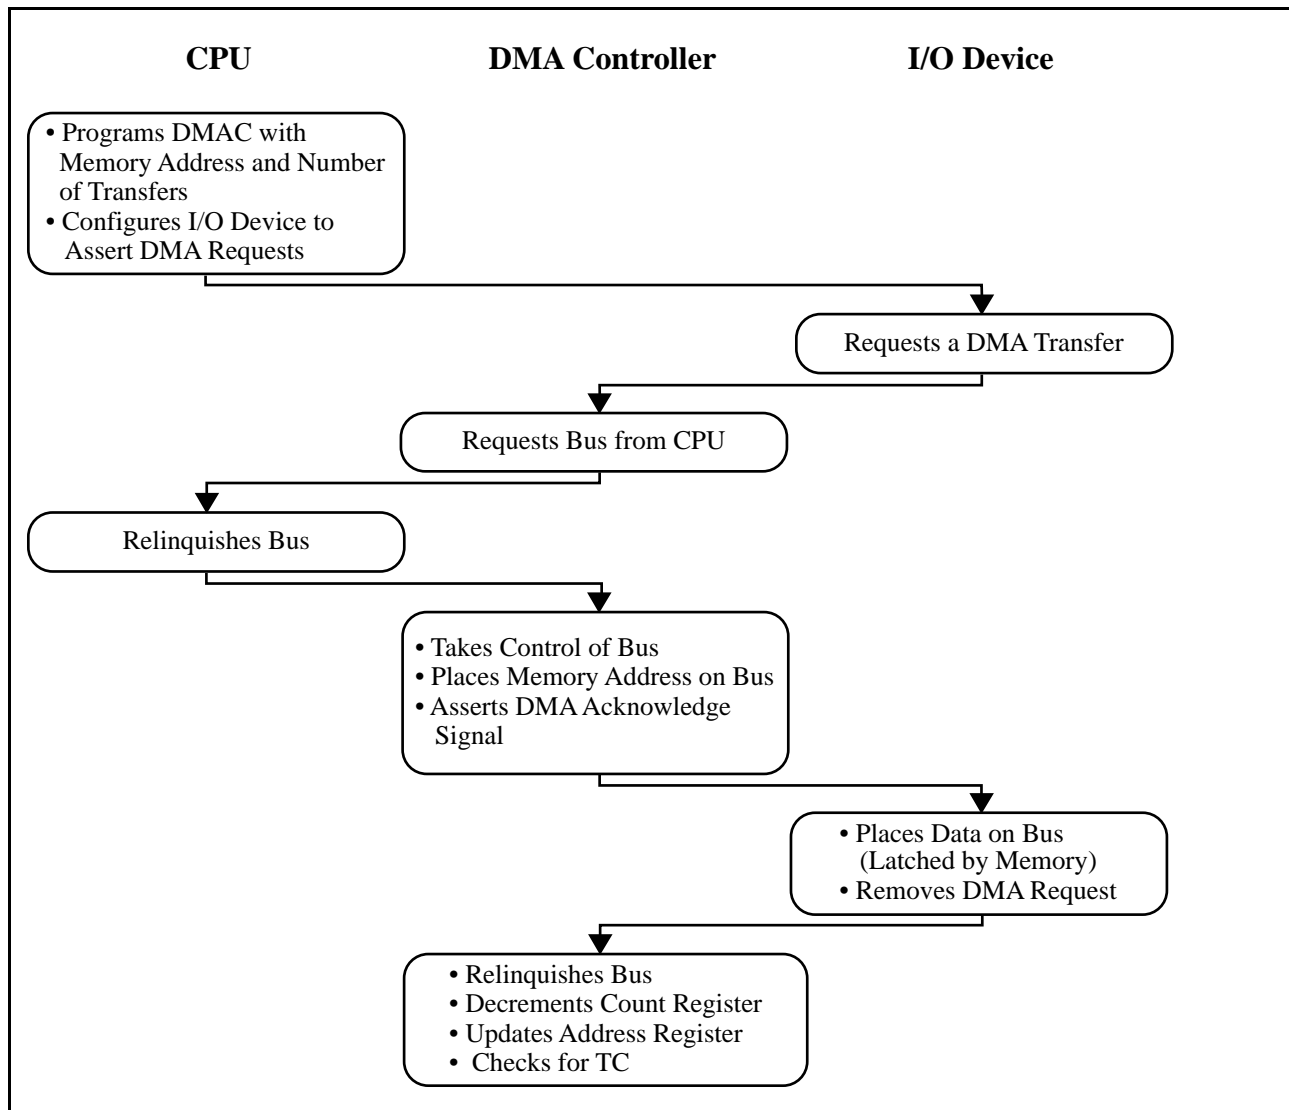 CPU
DMA Controller
I/O Device
• Programs DMAC with
Memory Address and Number
of Transfers
• Configures I/O Device to
Assert DMA Requests
Requests a DMA Transfer
Requests Bus from CPU
Relinquishes Bus
• Takes Control of Bus
• Places Memory Address on Bus
• Asserts DMA Acknowledge
Signal
• Places Data on Bus
(Latched by Memory)
• Removes DMA Request
• Relinquishes Bus
• Decrements Count Register
• Updates Address Register
• Checks for TC